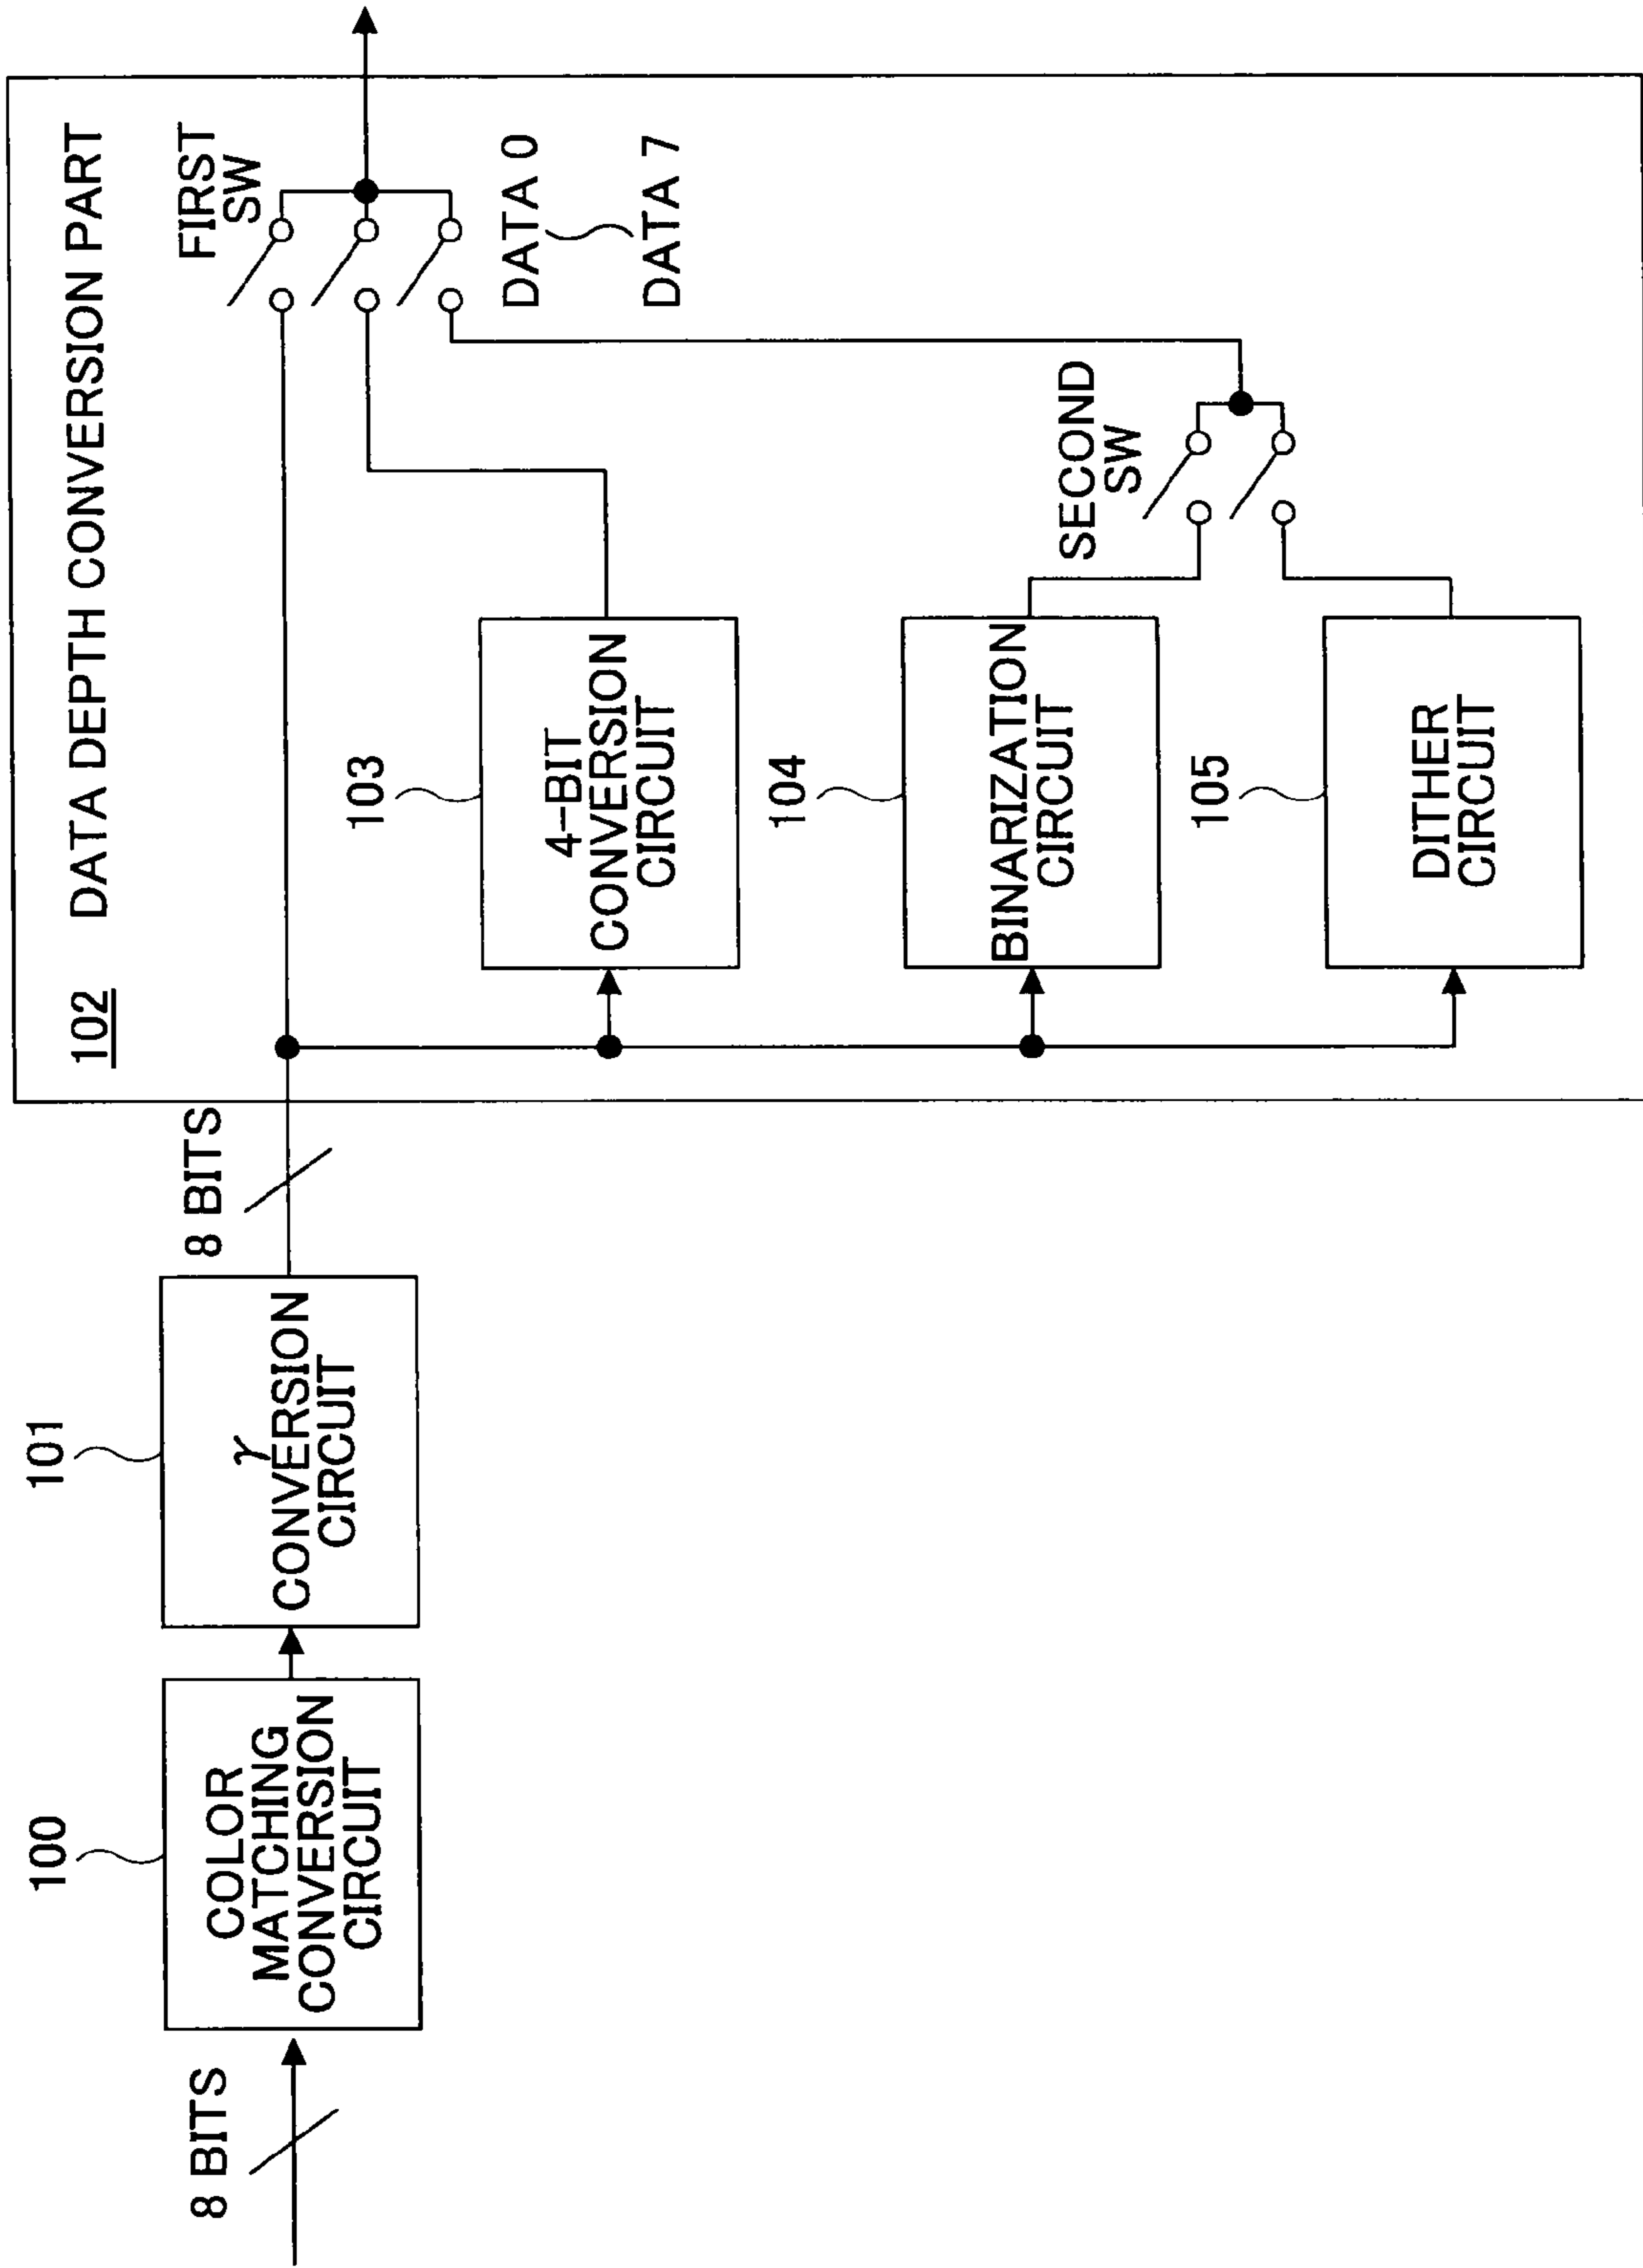 8 BITS
100
COLOR
MATCHING
CONVERSION
CIRCUIT
101
γ
CONVERSION
CIRCUIT
8 BITS
102 DATA DEPTH CONVERSION PART
103
4-BIT
CONVERSION
CIRCUIT
104
BINARIZATION
CIRCUIT
105
DITHER
CIRCUIT
SECOND
SW
FIRST
SW
DATA 0
DATA 7